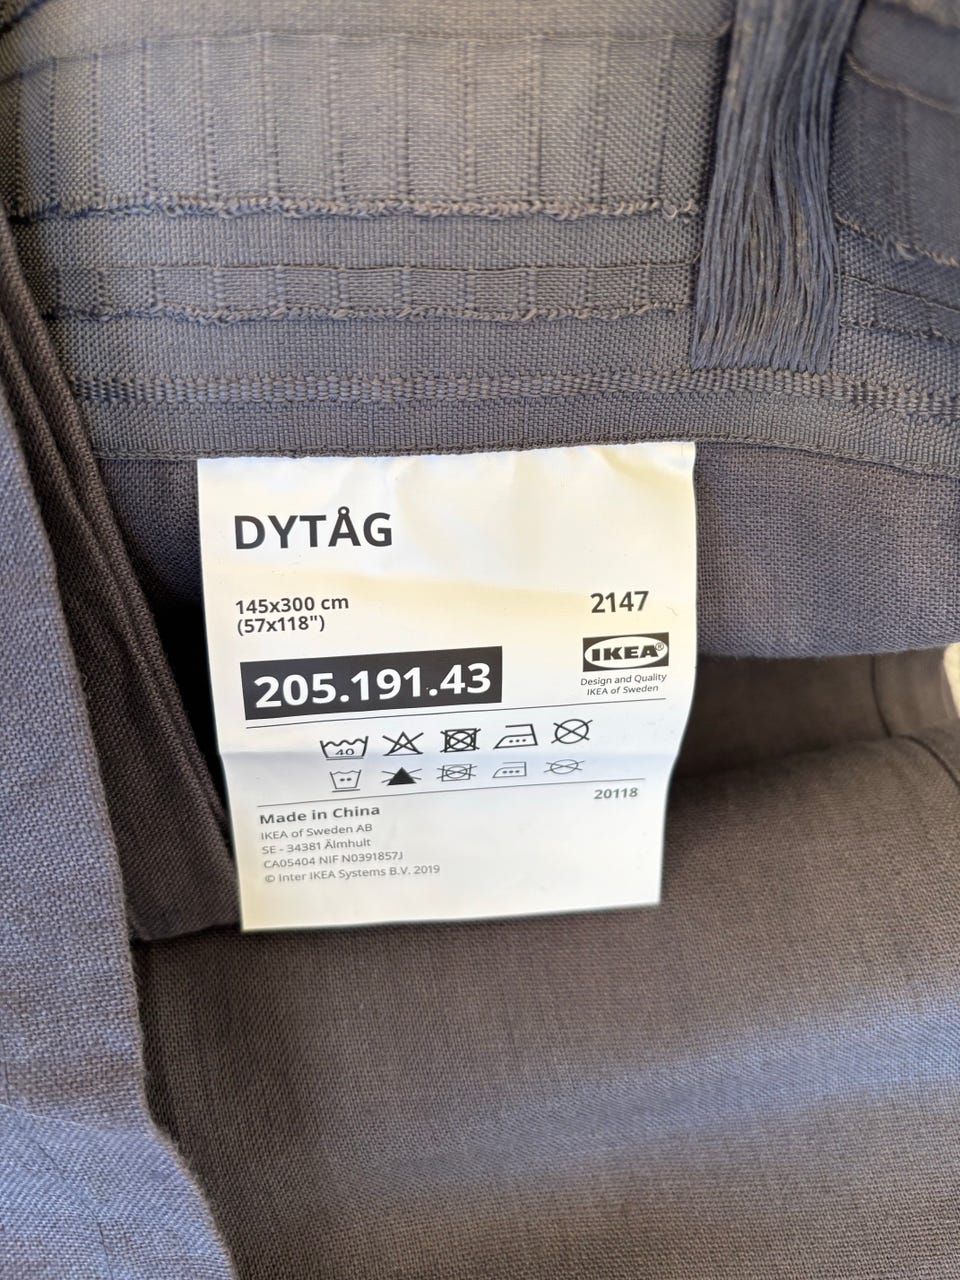 DYTÅG
145x300 cm
(57x118")
2147
205.191.43
IKEA®
Design and Quality
IKEA of Sweden
40
20118
Made in China
IKEA of Sweden AB
SE - 34381 Älmhult
CA05404 NIF N0391857J
© Inter IKEA Systems B.V. 2019